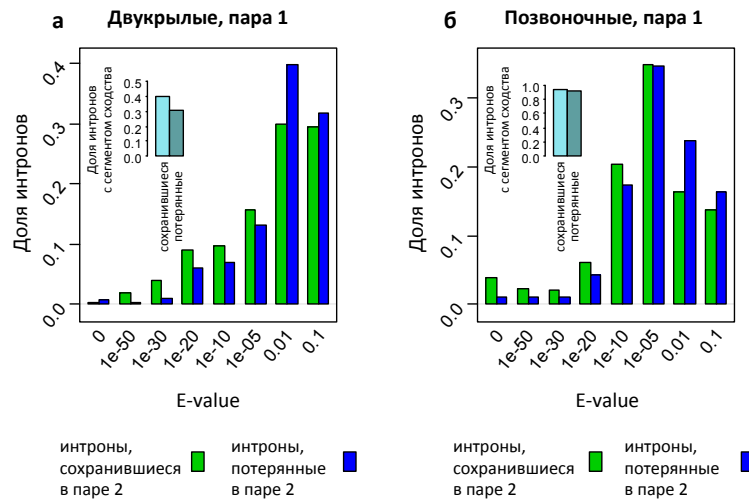 а Двукрылые, пара 1
Доля интронов
0.0
0.1
0.2
0.3
0.4
Доля интронов
с сегментом сходства
0.0
0.1
0.2
0.3
0.4
0.5
сохранившиеся
потерянные
0
1e-50
1e-30
1e-20
1e-10
1e-05
0.01
0.1
E-value
интроны,
сохранившиеся
в паре 2
интроны,
потерянные
в паре 2
б Позвоночные, пара 1
Доля интронов
0.0
0.1
0.2
0.3
Доля интронов
с сегментом сходства
0.0
0.2
0.4
0.6
0.8
1.0
сохранившиеся
потерянные
0
1e-50
1e-30
1e-20
1e-10
1e-05
0.01
0.1
E-value
интроны,
сохранившиеся
в паре 2
интроны,
потерянные
в паре 2